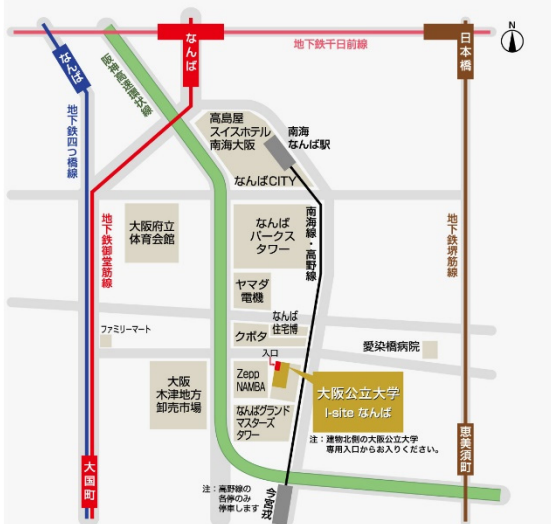 なんば
地下鉄千日前線
日本橋
N
なんば
阪神高速環状線
地下鉄四つ橋線
高島屋
スイスホテル
南海大阪
南海
なんば駅
なんばCITY
地下鉄御堂筋線
大阪府立
体育会館
なんば
パークス
タワー
南海線・高野線
地下鉄堺筋線
ヤマダ
電機
なんば
住宅博
クボタ
ファミリーマート
入口
愛染橋病院
大阪
木津地方
卸売市場
Zepp
NAMBA
大阪公立大学
I-site なんば
なんばグランド
マスターズ
タワー
注：建物北側の大阪公立大学
専用入口からお入りください。
恵美須町
大国町
注：高野線の
各停のみ
停車します
今宮戎